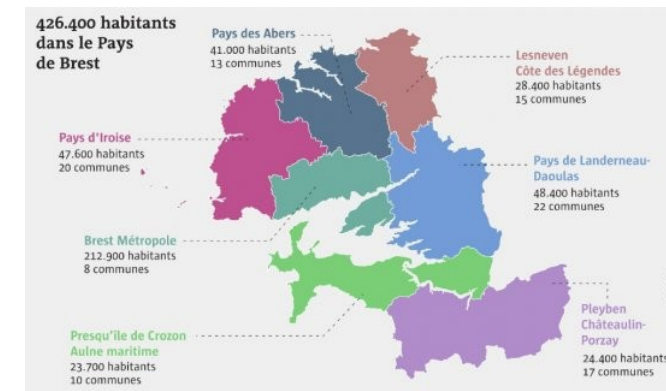 426.400 habitants
dans le Pays
de Brest
Pays des Abers
41.000 habitants
13 communes
Lesneven
Côte des Légendes
28.400 habitants
15 communes
Pays d'Iroise
47.600 habitants
20 communes
Pays de Landerneau-
Daoulas
48.400 habitants
22 communes
Brest Métropole
212.900 habitants
8 communes
Pleyben
Châteaulin-
Porzay
24.400 habitants
17 communes
Presqu'île de Crozon
Aulne maritime
23.700 habitants
10 communes